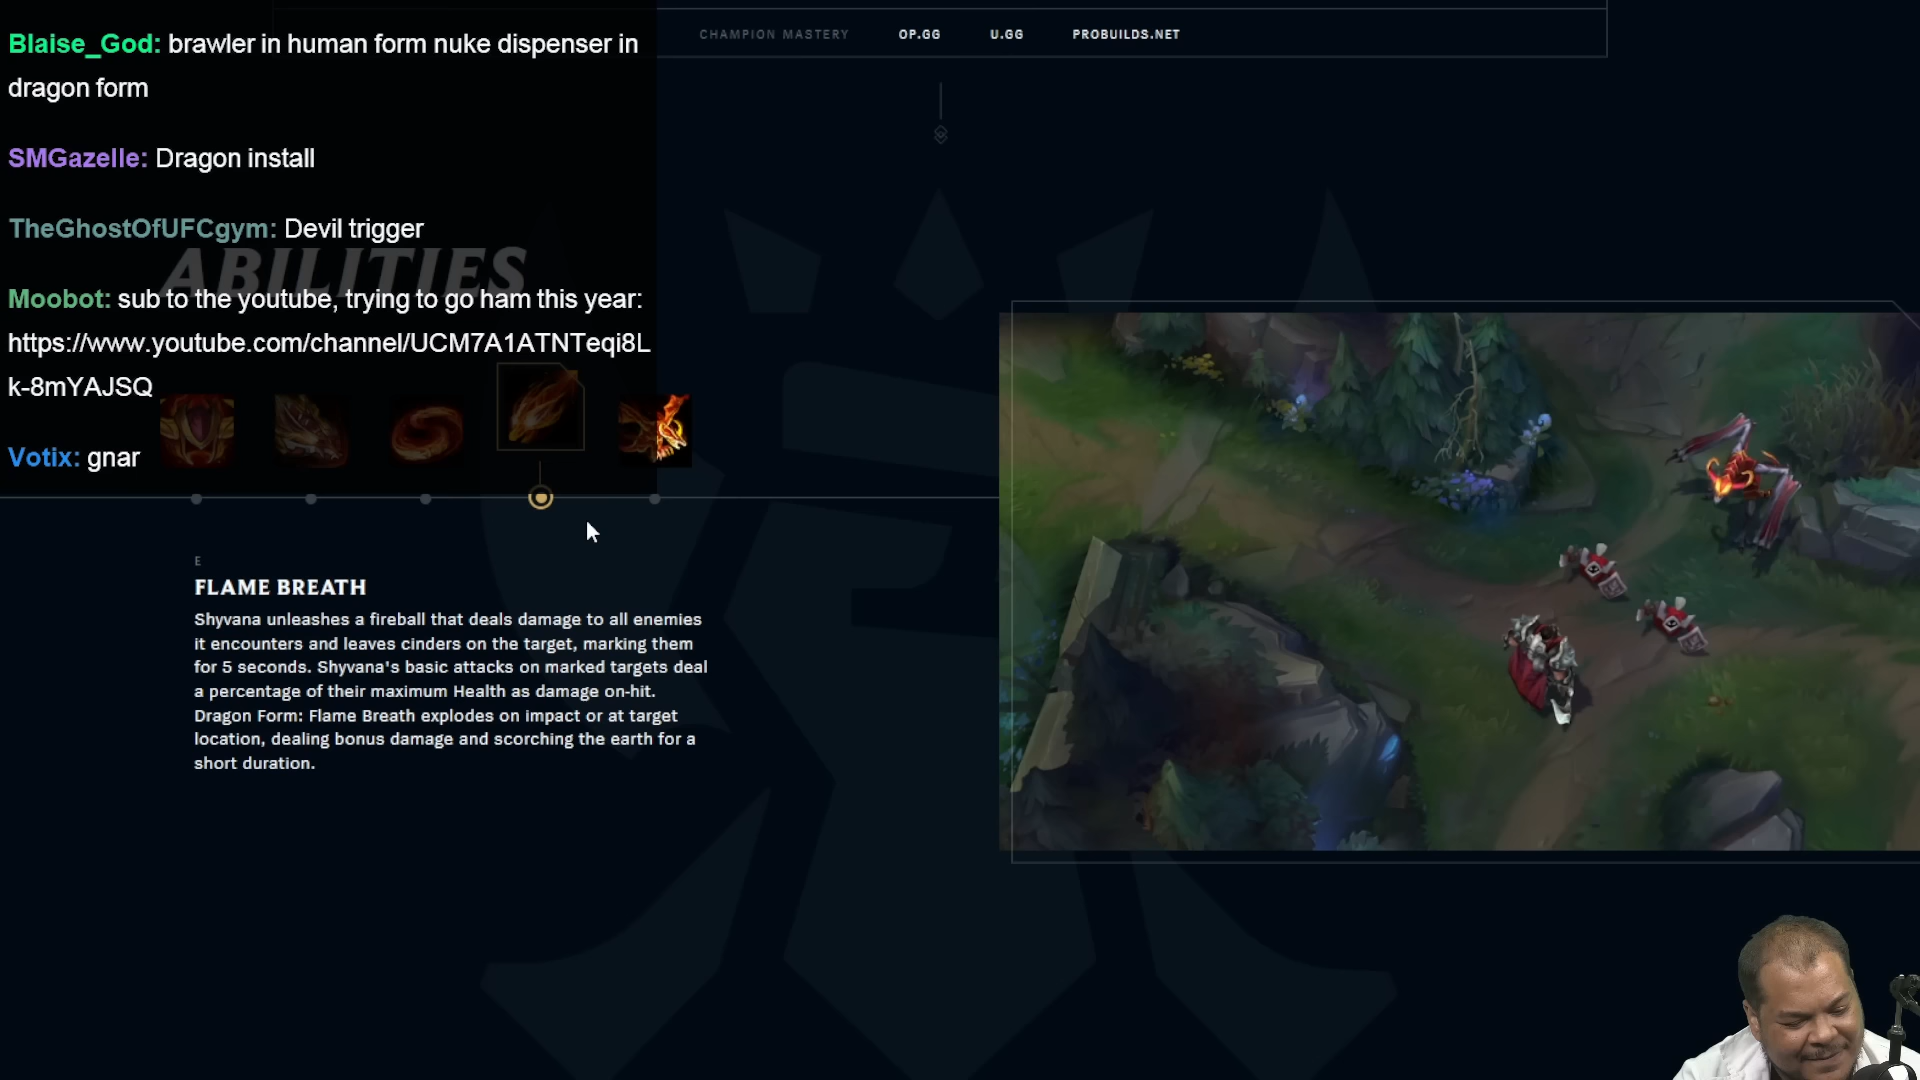 CHAMPION MASTERY OP.GG U.GG PROBUILDS.NET
Blaise_God: brawler in human form nuke dispenser in
dragon form
SMGazelle: Dragon install
TheGhostOfUFCgym: Devil trigger
ABILITIES
Moobot: sub to the youtube, trying to go ham this year:
https://www.youtube.com/channel/UCM7A1ATNTeqi8L
k-8mYAJSQ
Votix: gnar
E
FLAME BREATH
Shyvana unleashes a fireball that deals damage to all enemies
it encounters and leaves cinders on the target, marking them
for 5 seconds. Shyvana's basic attacks on marked targets deal
a percentage of their maximum Health as damage on-hit.
Dragon Form: Flame Breath explodes on impact or at target
location, dealing bonus damage and scorching the earth for a
short duration.